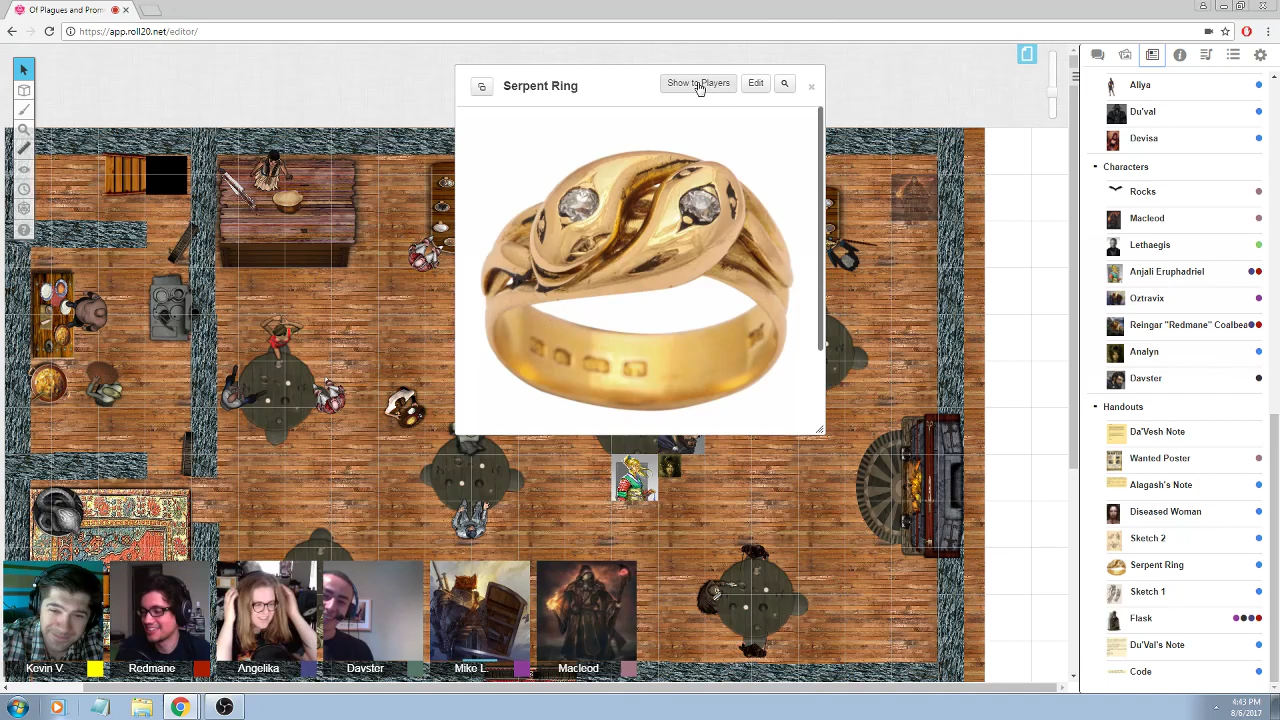 Of Plagues and Prom
https://app.roll20.net/editor/
Serpent Ring
Show to Players
Edit
Aliya
Du'val
Devisa
Characters
Rocks
Macleod
Lethaegis
Anjali Eruphadriel
Oztravix
Reingar "Redmane" Coalbea
Analyn
Davster
Handouts
Da'Vesh Note
Wanted Poster
Alagash's Note
Diseased Woman
Sketch 2
Serpent Ring
Sketch 1
Flask
Du'Val's Note
Code
Kevin V.
Redmane
Angelika
Davster
Mike L
Macleod
4:43 PM
8/6/2017